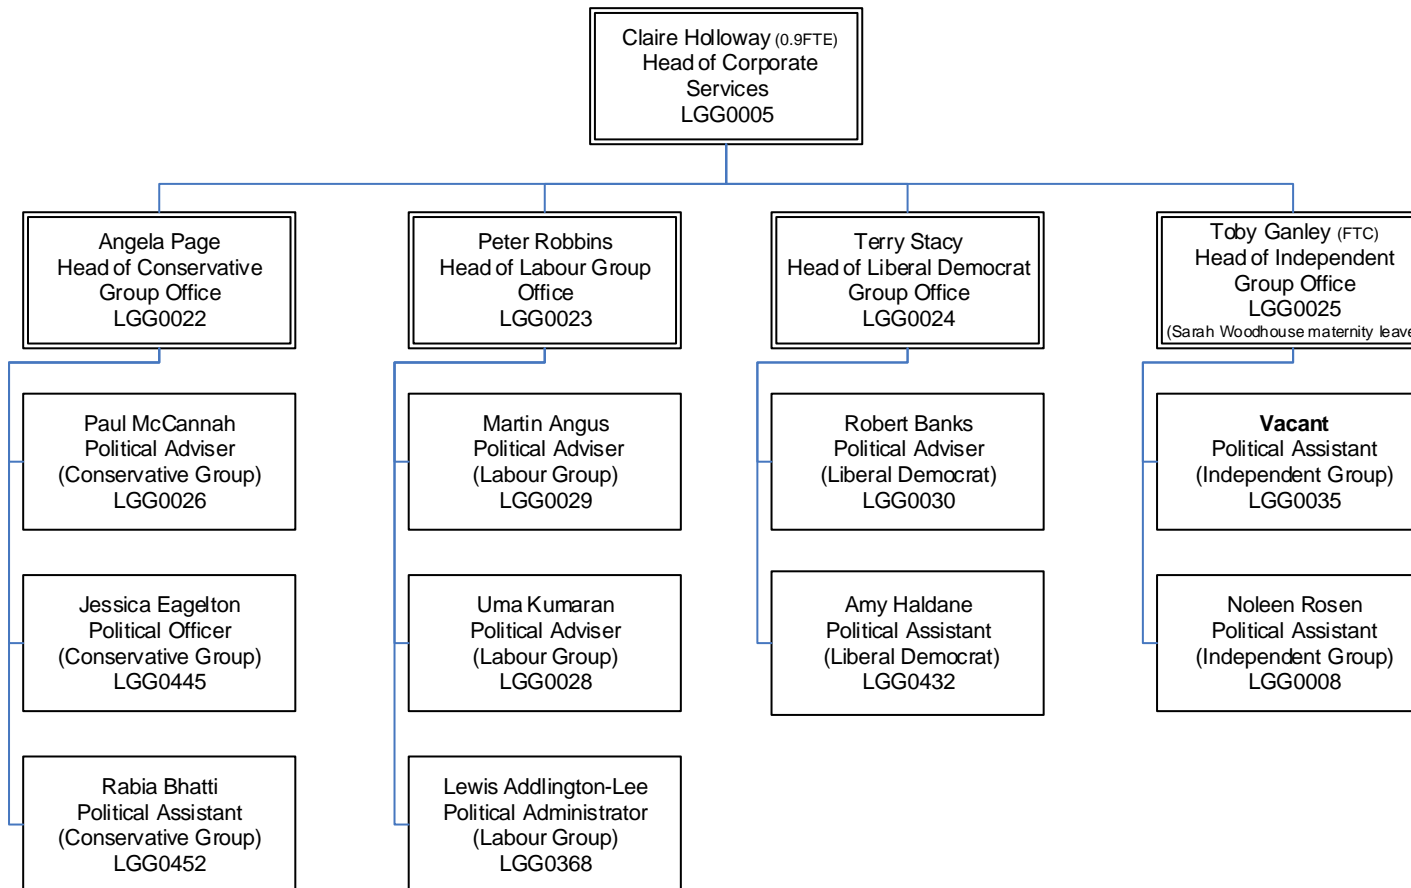 Claire Holloway (0.9FTE)
Head of Corporate
Services
LGG0005
Angela Page
Head of Conservative
Group Office
LGG0022
Peter Robbins
Head of Labour Group
Office
LGG0023
Terry Stacy
Head of Liberal Democrat
Group Office
LGG0024
Toby Ganley (FTC)
Head of Independent
Group Office
LGG0025
(Sarah Woodhouse maternity leave
Paul McCannah
Political Adviser
(Conservative Group)
LGG0026
Martin Angus
Political Adviser
(Labour Group)
LGG0029
Robert Banks
Political Adviser
(Liberal Democrat)
LGG0030
Vacant
Political Assistant
(Independent Group)
LGG0035
Jessica Eagelton
Political Officer
(Conservative Group)
LGG0445
Uma Kumaran
Political Adviser
(Labour Group)
LGG0028
Amy Haldane
Political Assistant
(Liberal Democrat)
LGG0432
Noleen Rosen
Political Assistant
(Independent Group)
LGG0008
Rabia Bhatti
Political Assistant
(Conservative Group)
LGG0452
Lewis Addlington-Lee
Political Administrator
(Labour Group)
LGG0368